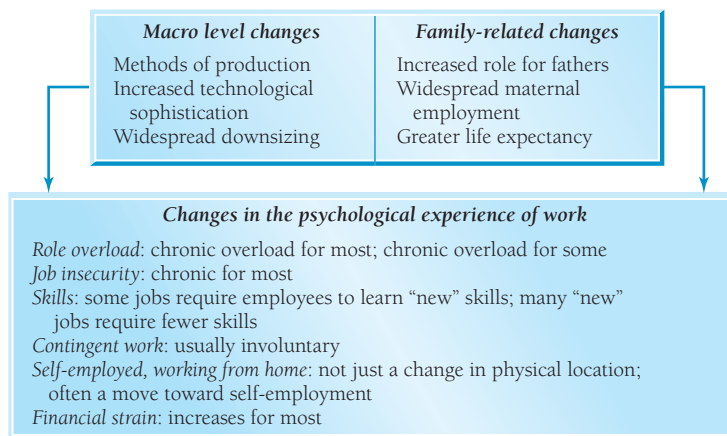 Macro level changes
Methods of production
Increased technological
sophistication
Widespread downsizing
Family-related changes
Increased role for fathers
Widespread maternal
employment
Greater life expectancy
Changes in the psychological experience of work
Role overload: chronic overload for most; chronic overload for some
Job insecurity: chronic for most
Skills: some jobs require employees to learn “new” skills; many “new”
jobs require fewer skills
Contingent work: usually involuntary
Self-employed, working from home: not just a change in physical location;
often a move toward self-employment
Financial strain: increases for most